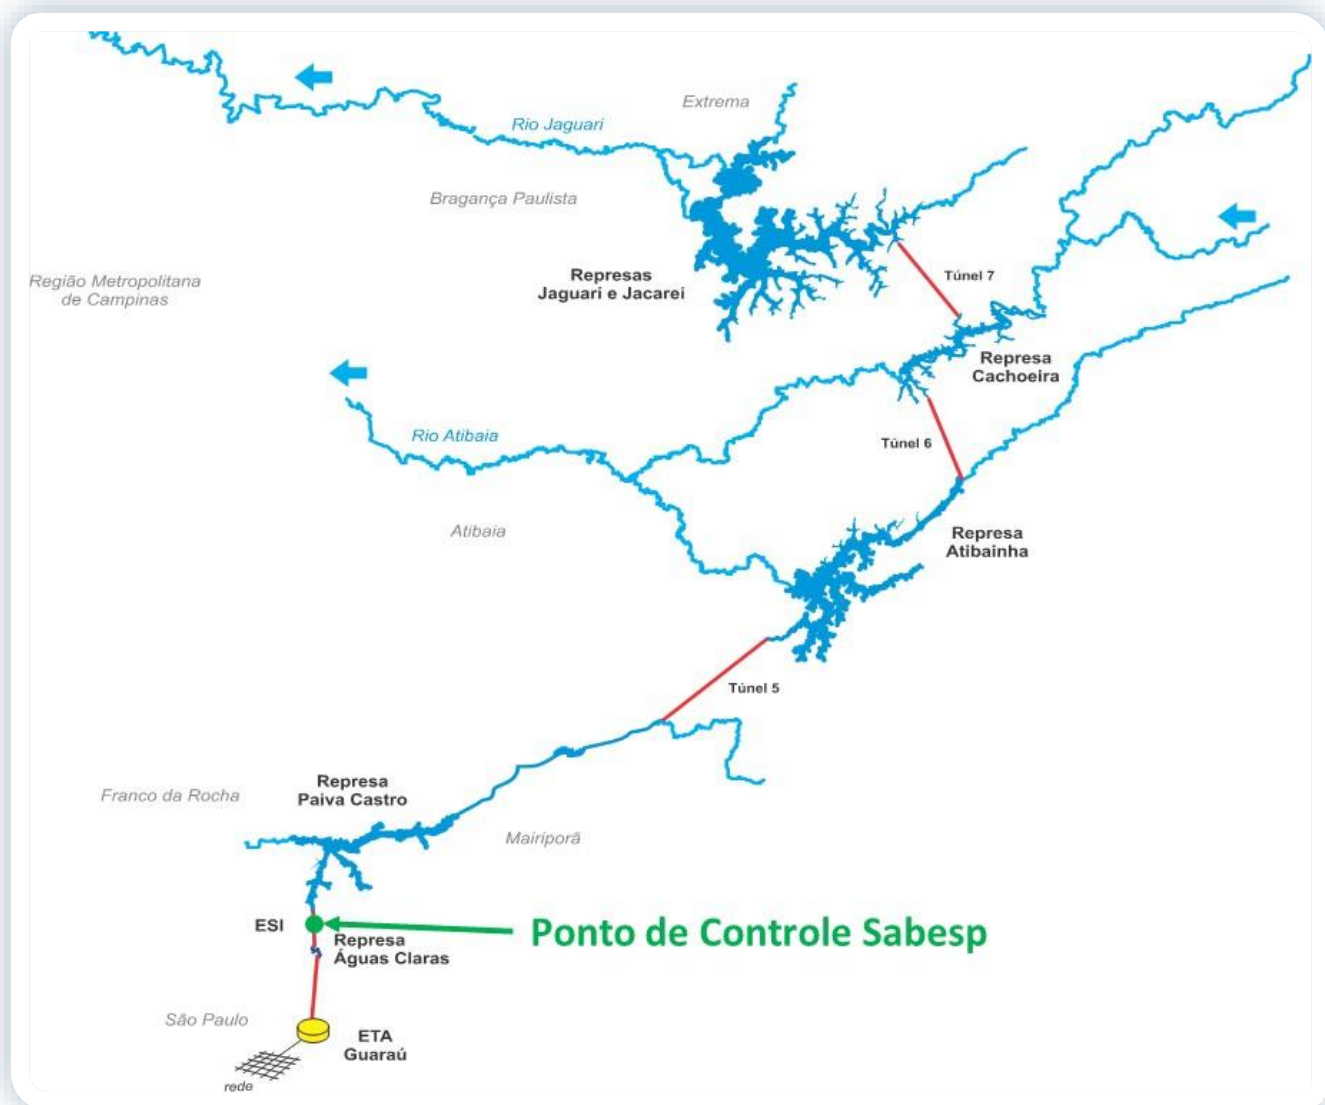 Extrema
Rio Jaguari
Bragança Paulista
Região Metropolitana
de Campinas
Represas
Jaguari e Jacarei
Túnel 7
Represa
Cachoeira
Rio Atibaia
Túnel 6
Atibaia
Represa
Atibainha
Túnel 5
Represa
Paiva Castro
Franco da Rocha
Mairiporã
ESI
Ponto de Controle Sabesp
Represa
Águas Claras
São Paulo
ETA
Guaraú
rede